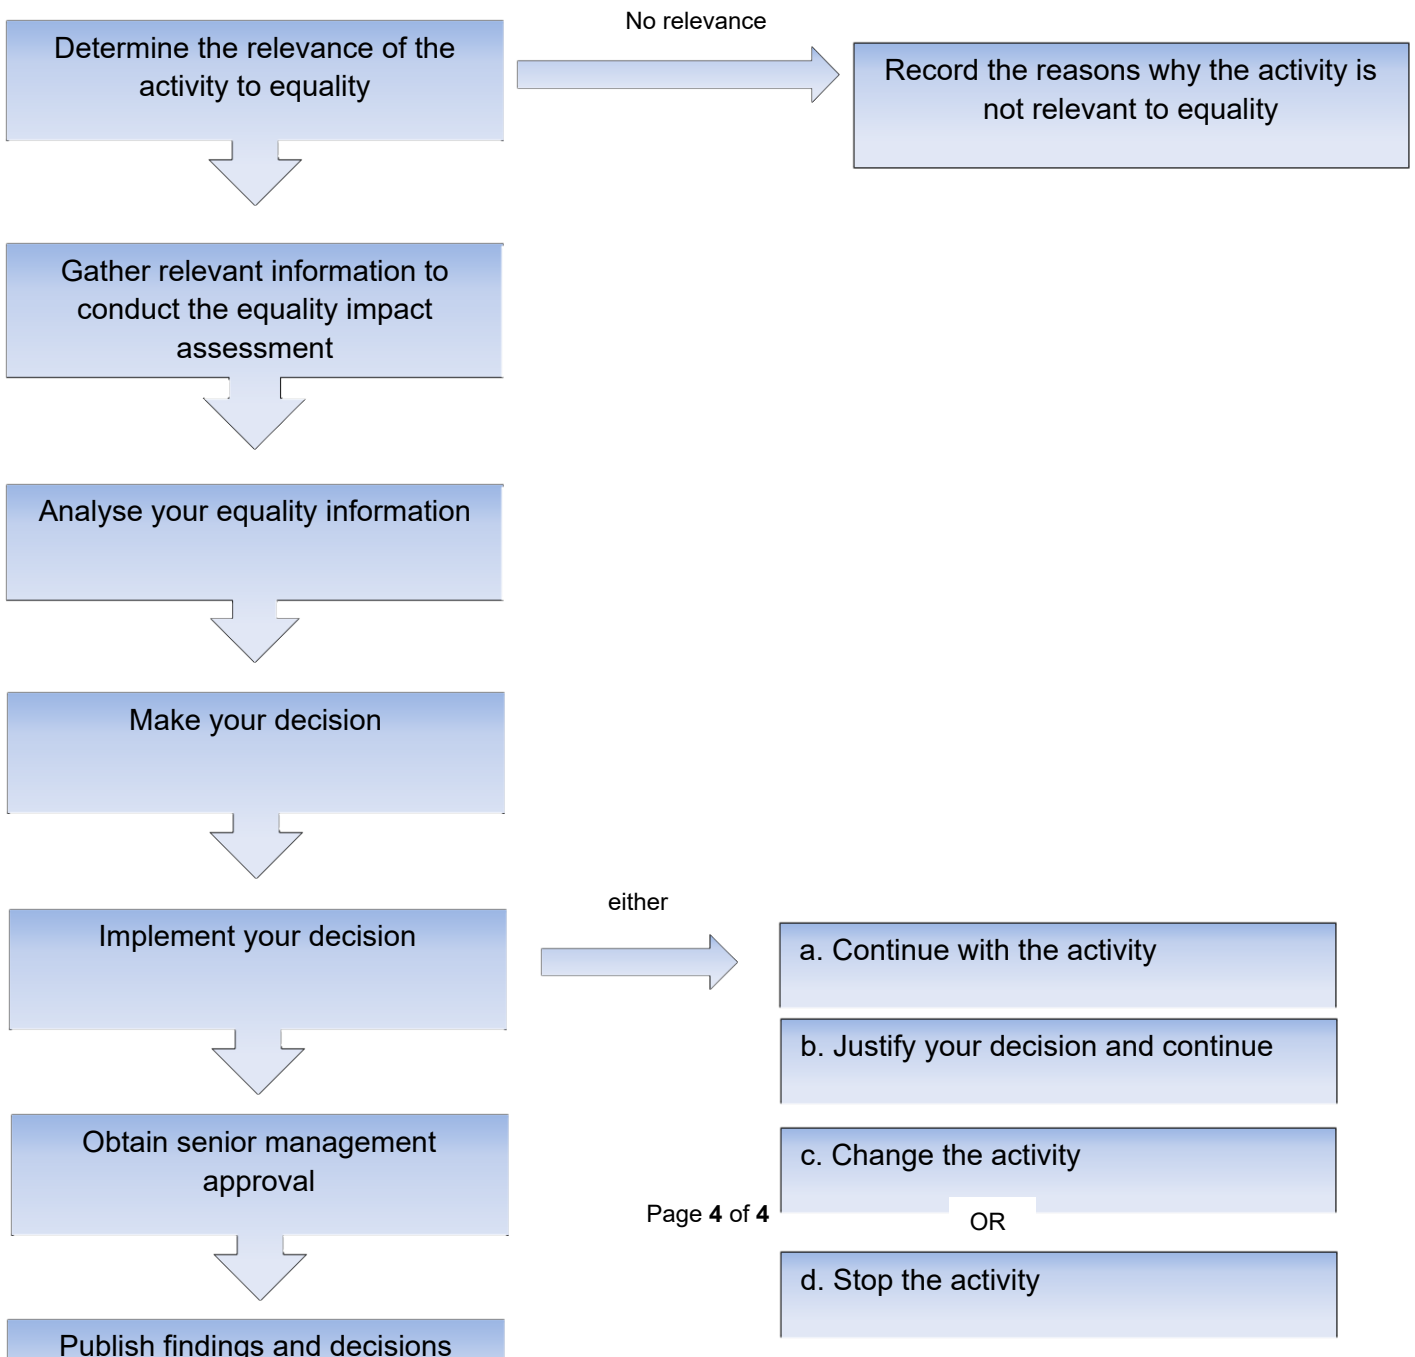 No relevance
Determine the relevance of the
activity to equality
Record the reasons why the activity is
not relevant to equality
Gather relevant information to
conduct the equality impact
assessment
Analyse your equality information
Make your decision
Implement your decision
either
a. Continue with the activity
b. Justify your decision and continue
c. Change the activity
OR
d. Stop the activity
Obtain senior management
approval
Page 4 of 4
Publish findings and decisions